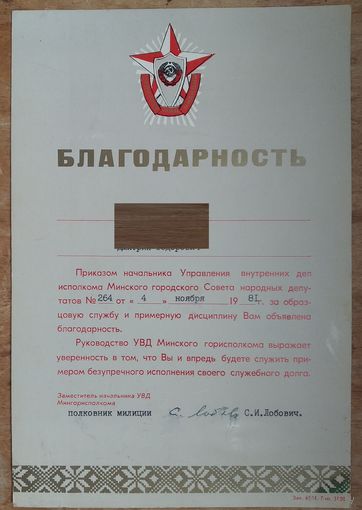 БЛАГОДАРНОСТЬ
Приказом начальника Управления внутренних дел
исполкома Минского городского Совета народных депу-
татов № 264 от « 4 » ноября 19 81 г. за образ-
цовую службу и примерную дисциплину Вам объявлена
благодарность.
Руководство УВД Минского горисполкома выражает
уверенность в том, что Вы и впредь будете служить при-
мером безупречного исполнения своего служебного долга.
Заместитель начальника УВД
Мингорисполкома
полковник милиции С.И.Лобович.